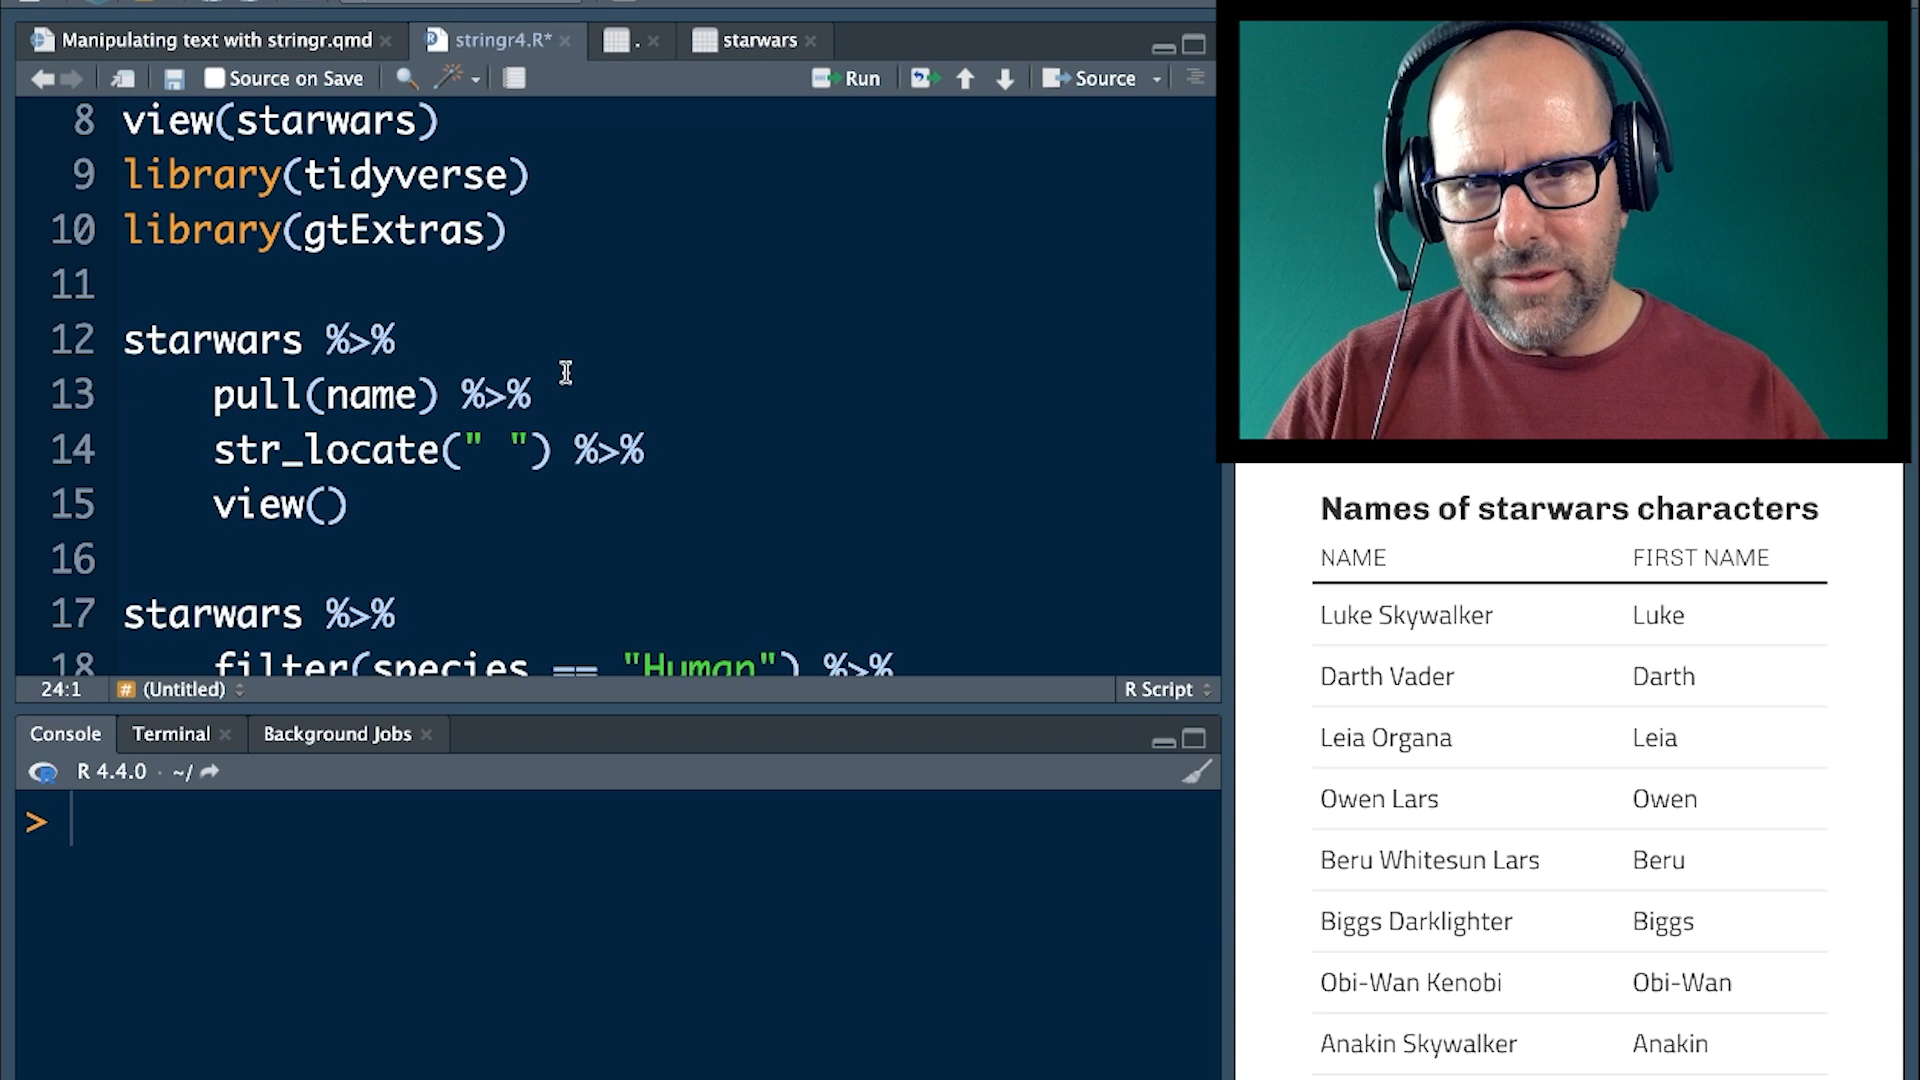 Manipulating text with stringr.qmd
stringr4.R*
.
starwars
Source on Save
Run
Source
8 view(starwars)
9 library(tidyverse)
10 library(gtExtras)
11
12 starwars %>%
13 pull(name) %>%
14 str_locate(" ") %>%
15 view()
16
17 starwars %>%
18 filter(species == "Human") %>%
24:1
# (Untitled)
R Script
Console
Terminal
Background Jobs
R 4.4.0 · ~/
>
Names of starwars characters
NAME FIRST NAME
Luke Skywalker Luke
Darth Vader Darth
Leia Organa Leia
Owen Lars Owen
Beru Whitesun Lars Beru
Biggs Darklighter Biggs
Obi-Wan Kenobi Obi-Wan
Anakin Skywalker Anakin